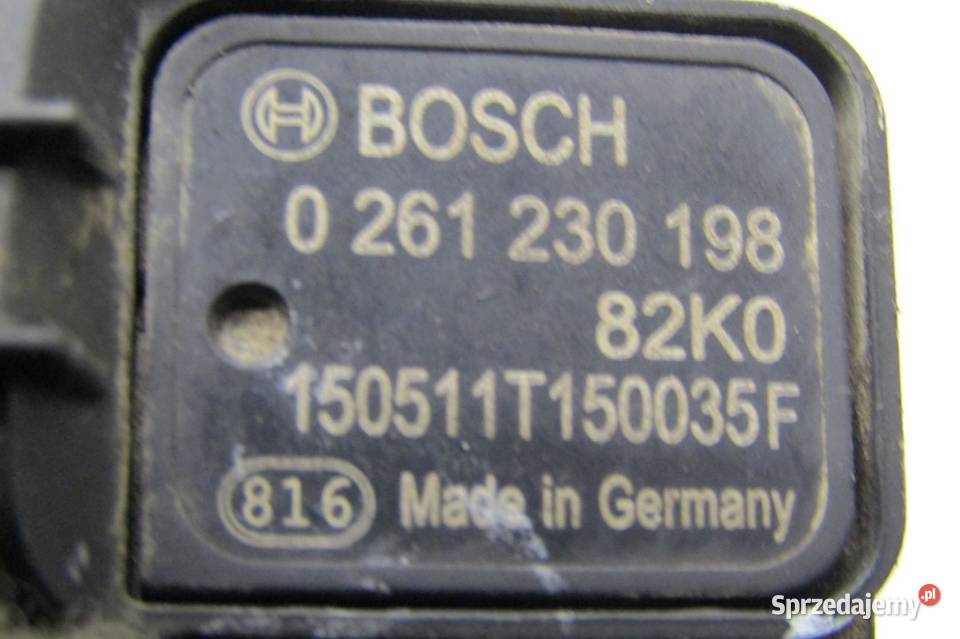 BOSCH
0 261 230 198
82K0
150511T150035F
816 Made in Germany
Sprzedajemy.pl